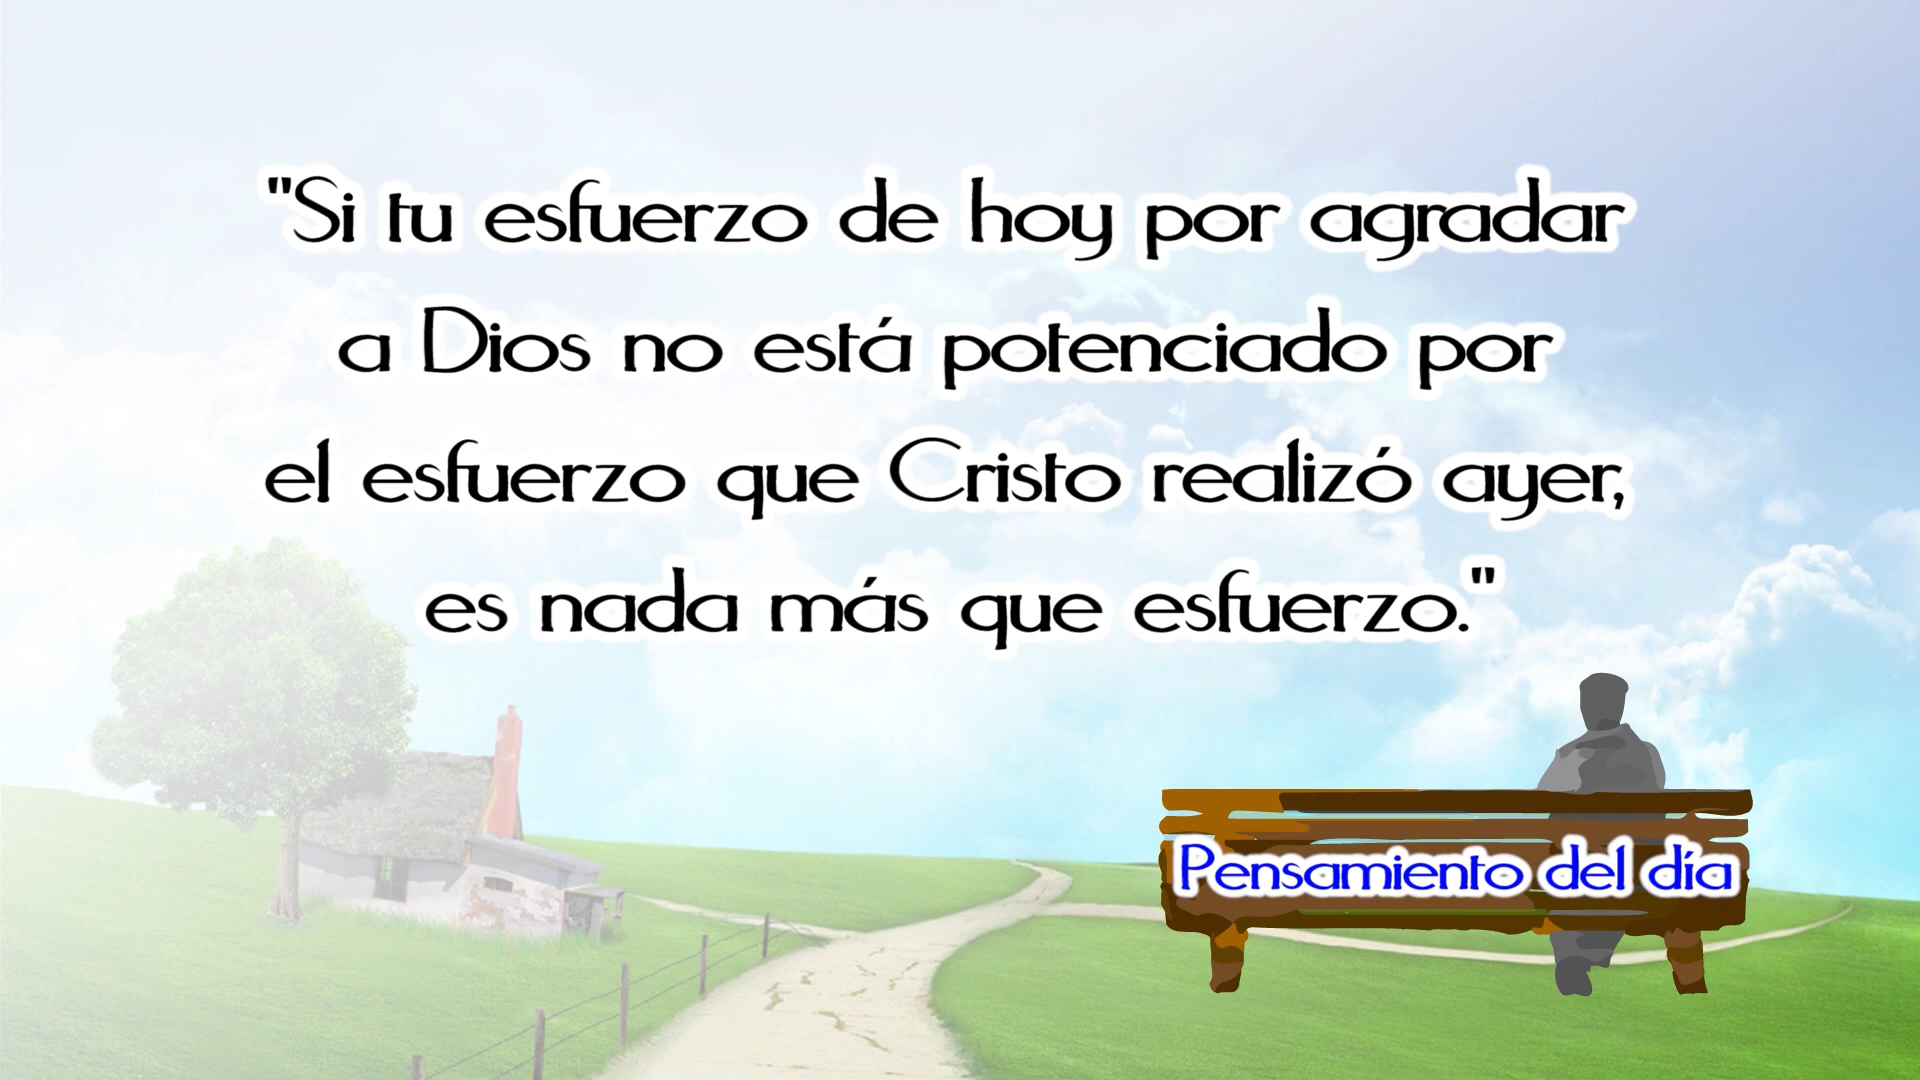 "Si tu esfuerzo de hoy por agradar
a Dios no está potenciado por
el esfuerzo que Cristo realizó ayer,
es nada más que esfuerzo."
Pensamiento del día